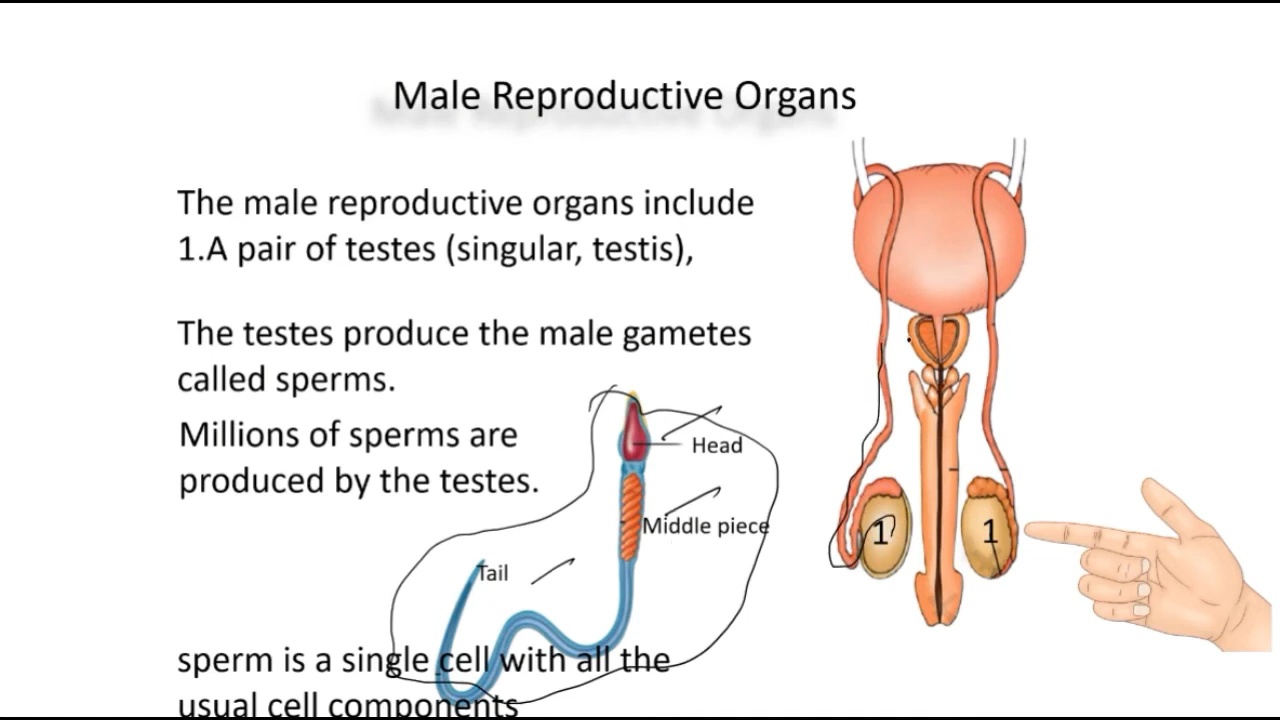 Male Reproductive Organs
The male reproductive organs include
1.A pair of testes (singular, testis),
The testes produce the male gametes
called sperms.
Millions of sperms are
produced by the testes.
Head
Middle piece
Tail
sperm is a single cell with all the
usual cell components
1
1